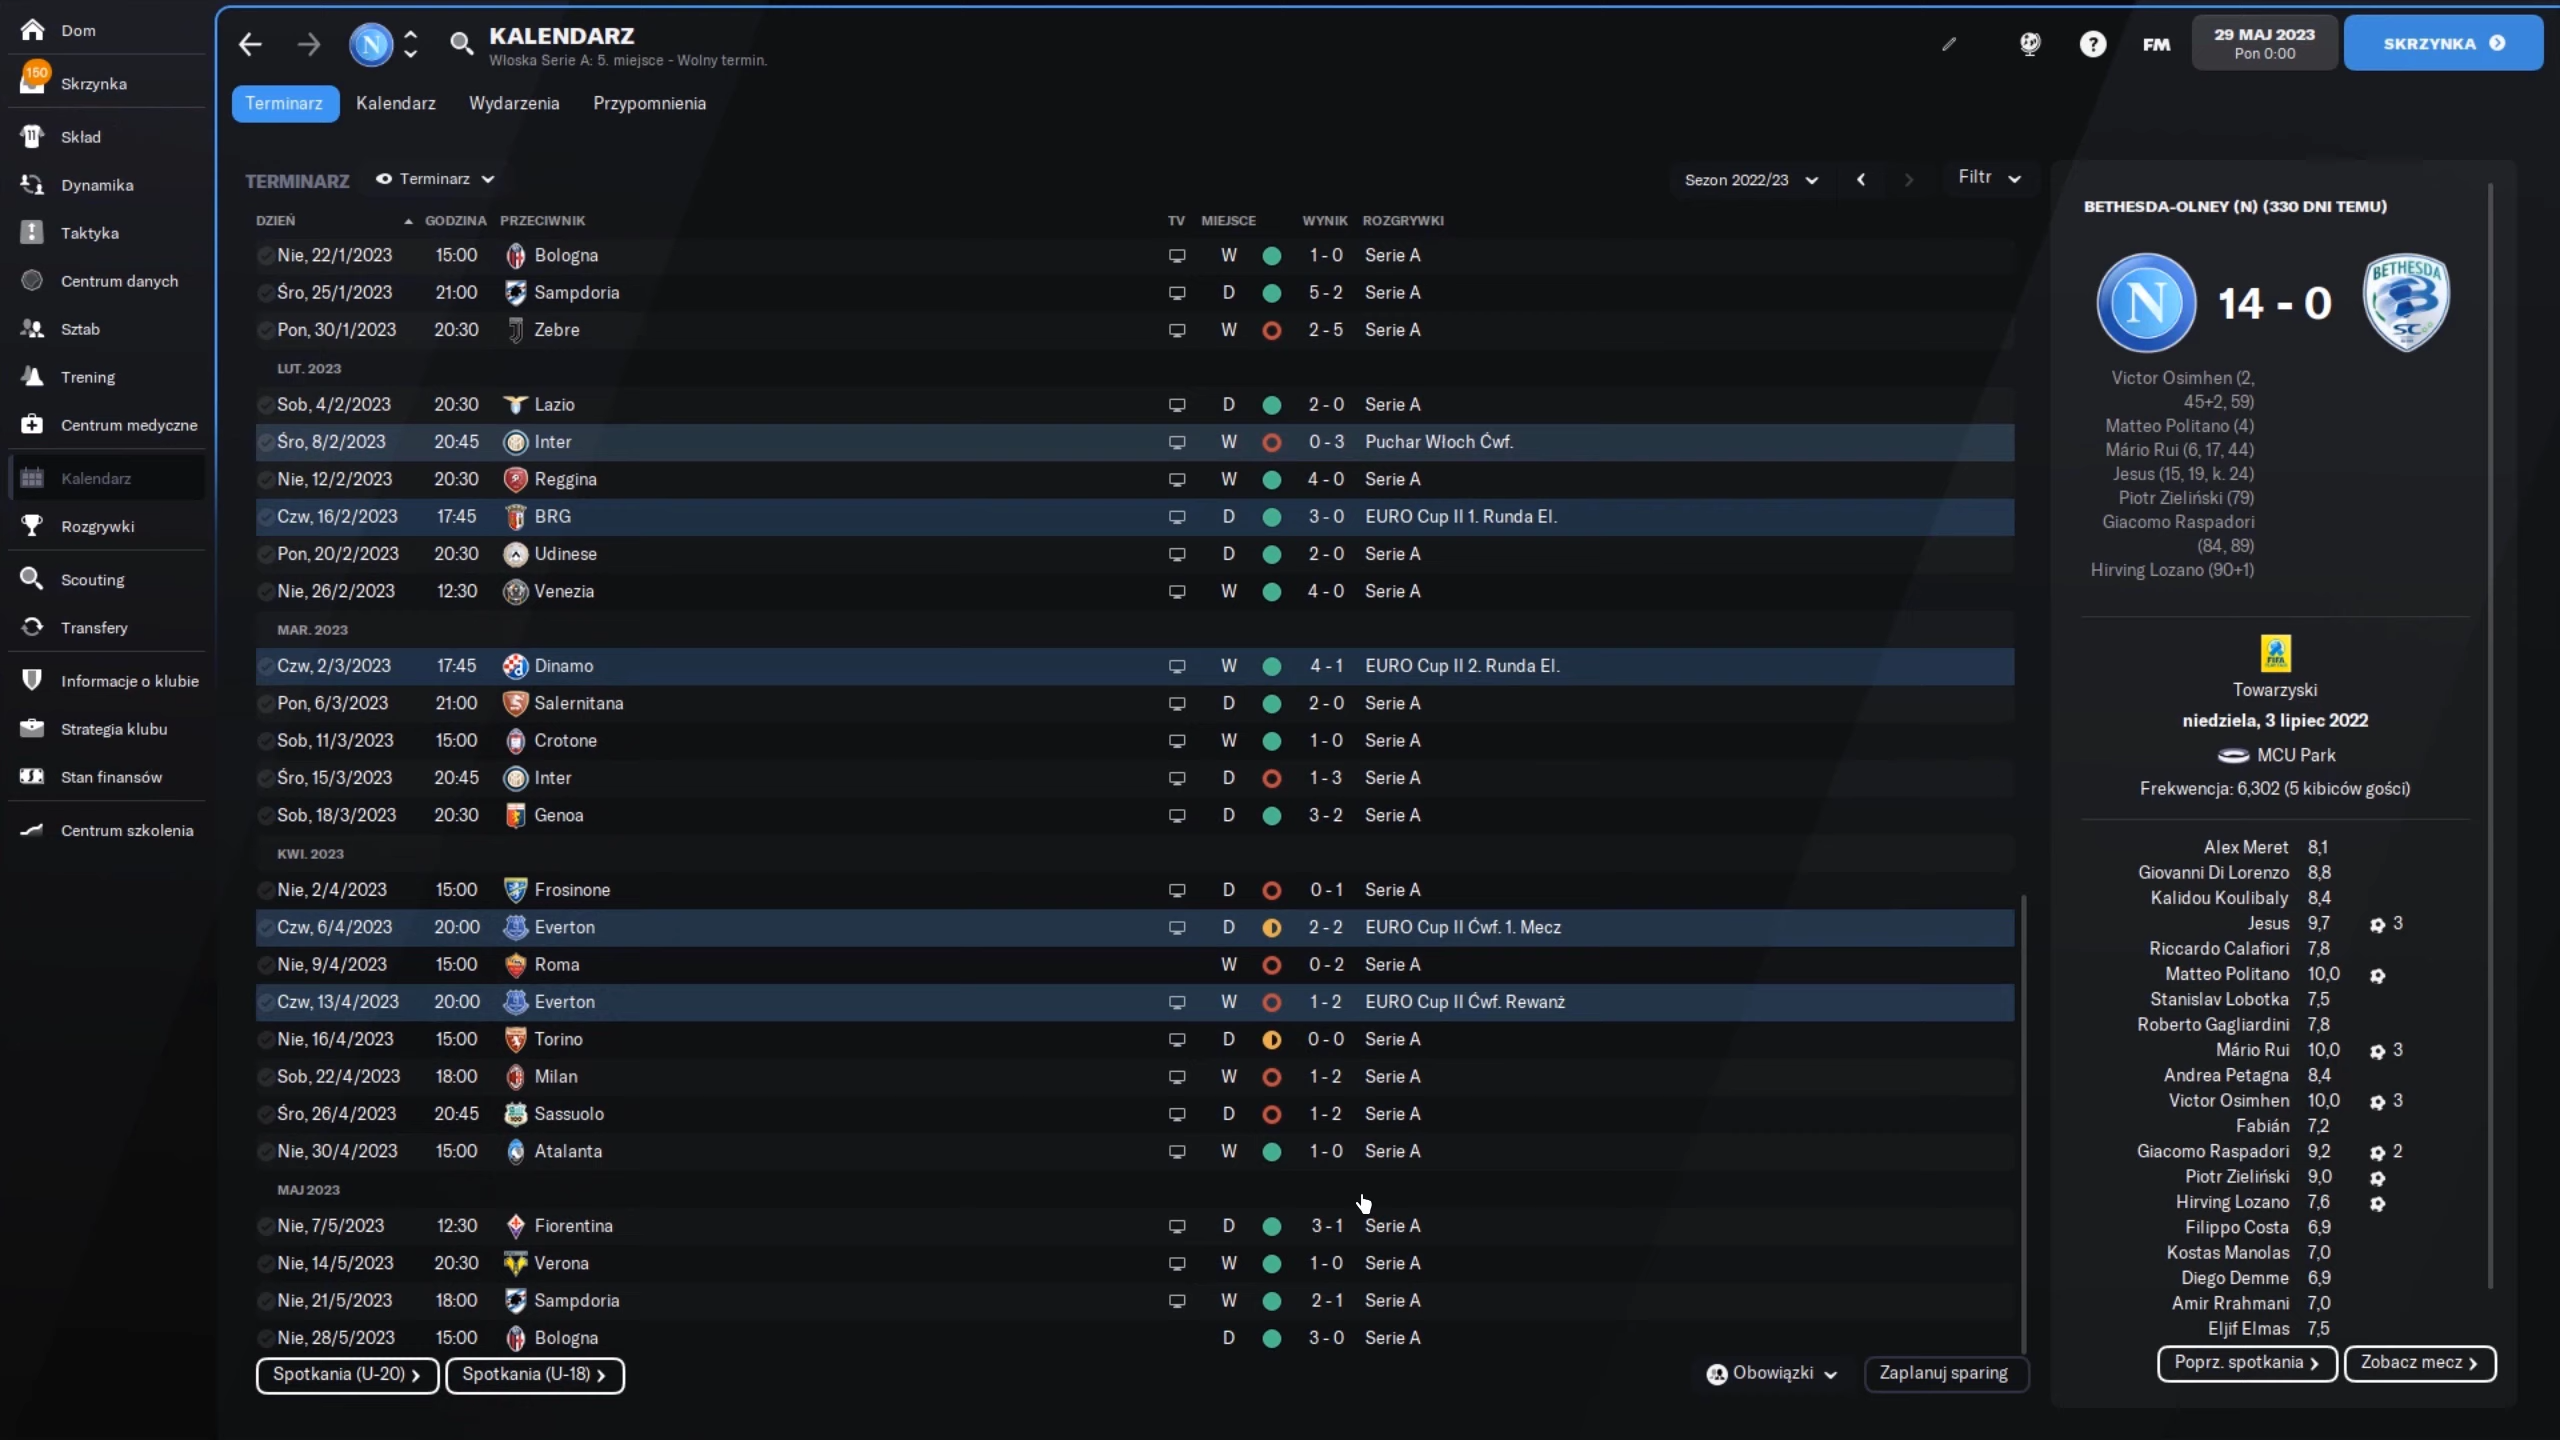 Dom
150
Skrzynka
Skład
Dynamika
Taktyka
Centrum danych
Sztab
Trening
Centrum medyczne
Kalendarz
Rozgrywki
Scouting
Transfery
Informacje o klubie
Strategia klubu
Stan finansów
Centrum szkolenia
KALENDARZ
Włoska Serie A: 5. miejsce - Wolny termin.
FM
29 MAJ 2023
Pon 0:00
SKRZYNKA
Terminarz Kalendarz Wydarzenia Przypomnienia
TERMINARZ Terminarz Sezon 2022/23 Filtr
DZIEŃ GODZINA PRZECIWNIK TV MIEJSCE WYNIK ROZGRYWKI
Nie, 22/1/2023 15:00 Bologna W 1 - 0 Serie A
Śro, 25/1/2023 21:00 Sampdoria D 5 - 2 Serie A
Pon, 30/1/2023 20:30 Zebre W 2 - 5 Serie A
LUT. 2023
Sob, 4/2/2023 20:30 Lazio D 2 - 0 Serie A
Śro, 8/2/2023 20:45 Inter W 0 - 3 Puchar Włoch Ćwf.
Nie, 12/2/2023 20:30 Reggina W 4 - 0 Serie A
Czw, 16/2/2023 17:45 BRG D 3 - 0 EURO Cup II 1. Runda El.
Pon, 20/2/2023 20:30 Udinese D 2 - 0 Serie A
Nie, 26/2/2023 12:30 Venezia W 4 - 0 Serie A
MAR. 2023
Czw, 2/3/2023 17:45 Dinamo W 4 - 1 EURO Cup II 2. Runda El.
Pon, 6/3/2023 21:00 Salernitana D 2 - 0 Serie A
Sob, 11/3/2023 15:00 Crotone W 1 - 0 Serie A
Śro, 15/3/2023 20:45 Inter D 1 - 3 Serie A
Sob, 18/3/2023 20:30 Genoa D 3 - 2 Serie A
KWI. 2023
Nie, 2/4/2023 15:00 Frosinone D 0 - 1 Serie A
Czw, 6/4/2023 20:00 Everton D 2 - 2 EURO Cup II Ćwf. 1. Mecz
Nie, 9/4/2023 15:00 Roma W 0 - 2 Serie A
Czw, 13/4/2023 20:00 Everton W 1 - 2 EURO Cup II Ćwf. Rewanż
Nie, 16/4/2023 15:00 Torino D 0 - 0 Serie A
Sob, 22/4/2023 18:00 Milan W 1 - 2 Serie A
Śro, 26/4/2023 20:45 Sassuolo D 1 - 2 Serie A
Nie, 30/4/2023 15:00 Atalanta W 1 - 0 Serie A
MAJ 2023
Nie, 7/5/2023 12:30 Fiorentina D 3 - 1 Serie A
Nie, 14/5/2023 20:30 Verona W 1 - 0 Serie A
Nie, 21/5/2023 18:00 Sampdoria W 2 - 1 Serie A
Nie, 28/5/2023 15:00 Bologna D 3 - 0 Serie A
Spotkania (U-20) Spotkania (U-18) Obowiązki Zaplanuj sparing
BETHESDA-OLNEY (N) (330 DNI TEMU)
N 14 - 0 BETHESDA SC
Victor Osimhen (2,
45+2, 59)
Matteo Politano (4)
Mário Rui (6, 17, 44)
Jesus (15, 19, k. 24)
Piotr Zieliński (79)
Giacomo Raspadori
(84, 89)
Hirving Lozano (90+1)
FIFA
Towarzyski
niedziela, 3 lipiec 2022
MCU Park
Frekwencja: 6,302 (5 kibiców gości)
Alex Meret 8,1
Giovanni Di Lorenzo 8,8
Kalidou Koulibaly 8,4
Jesus 9,7 3
Riccardo Calafiori 7,8
Matteo Politano 10,0
Stanislav Lobotka 7,5
Roberto Gagliardini 7,8
Mário Rui 10,0 3
Andrea Petagna 8,4
Victor Osimhen 10,0 3
Fabián 7,2
Giacomo Raspadori 9,2 2
Piotr Zieliński 9,0
Hirving Lozano 7,6
Filippo Costa 6,9
Kostas Manolas 7,0
Diego Demme 6,9
Amir Rrahmani 7,0
Eljif Elmas 7,5
Poprz. spotkania Zobacz mecz